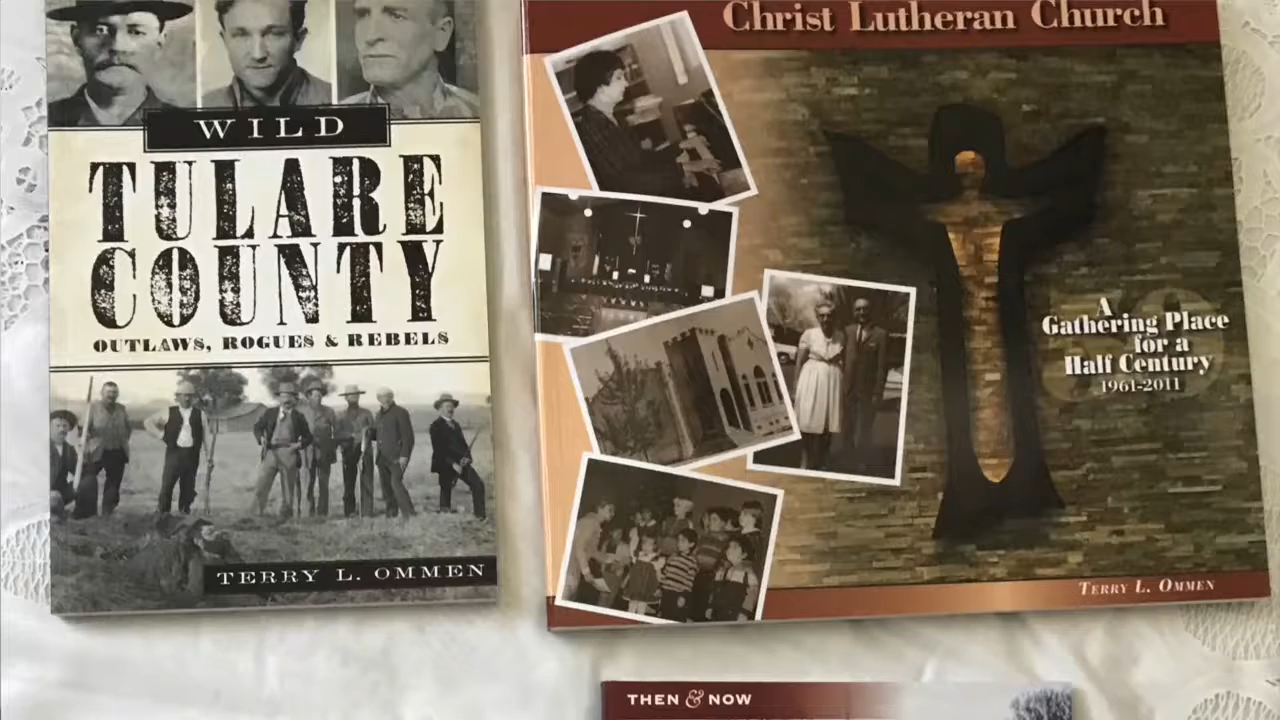 WILD
TULARE
COUNTY
OUTLAWS, ROGUES & REBELS
TERRY L. OMMEN
Christ Lutheran Church
A
Gathering Place
for a
Half Century
1961-2011
50
TERRY L. OMMEN
THEN & NOW